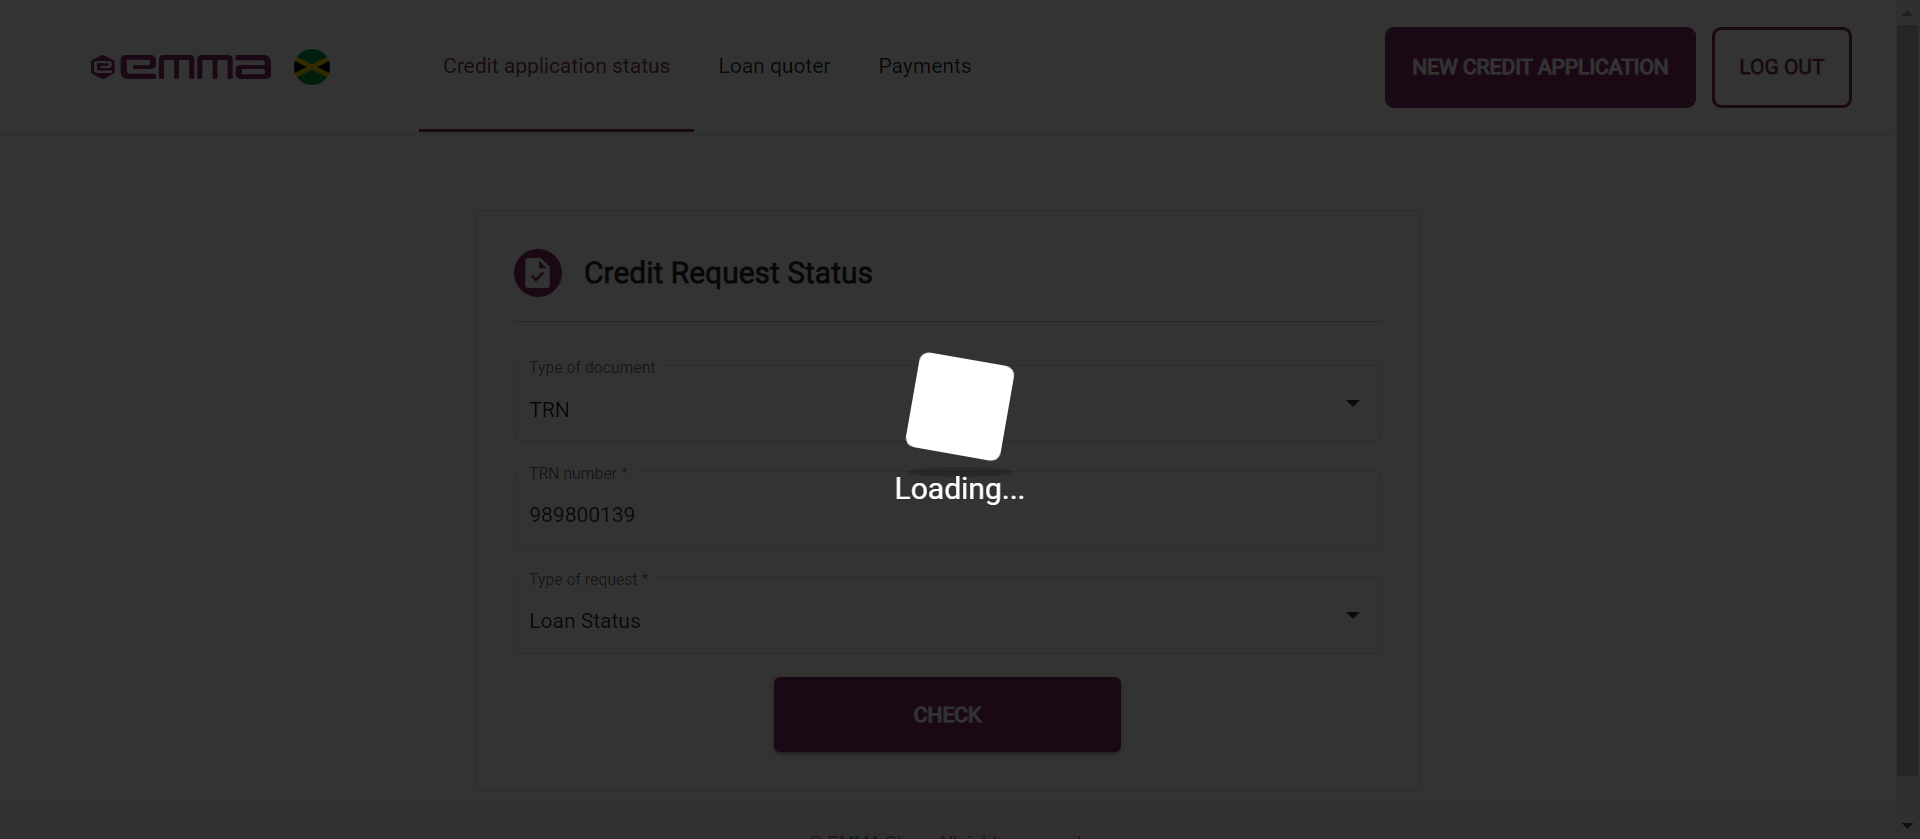 emma
Credit application status
Loan quoter
Payments
NEW CREDIT APPLICATION
LOG OUT
Credit Request Status
Type of document
TRN
TRN number *
989800139
Type of request *
Loan Status
Loading...
CHECK